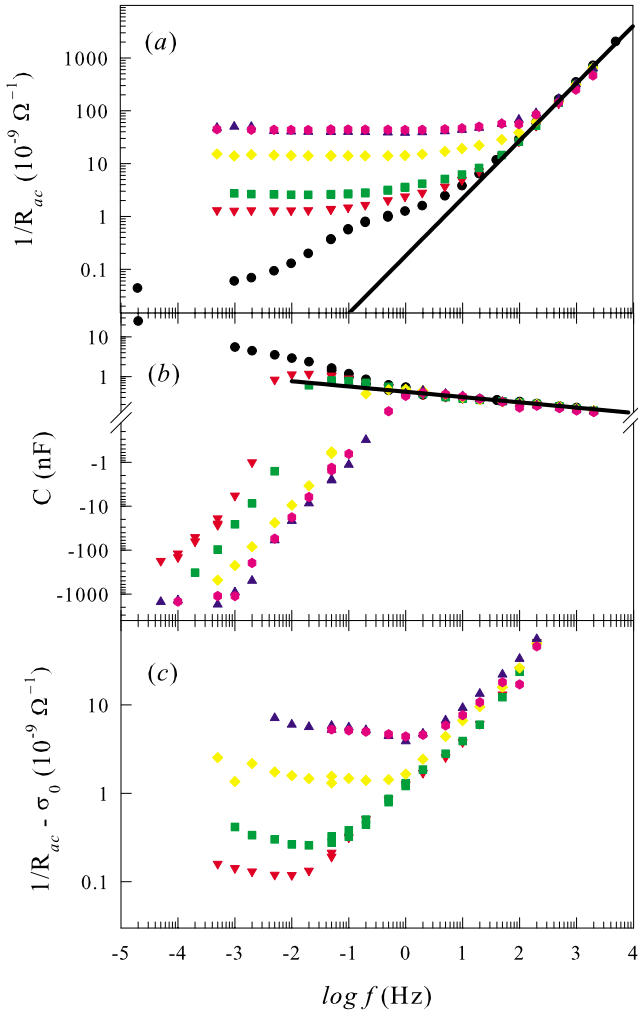 (a)
1000
100
10
1
0.1
1/R_ac (10^-9 Ω^-1)
(b)
10
1
-1
-10
-100
-1000
C (nF)
(c)
10
1
0.1
1/R_ac - σ_0 (10^-9 Ω^-1)
-5 -4 -3 -2 -1 0 1 2 3 4
log f (Hz)